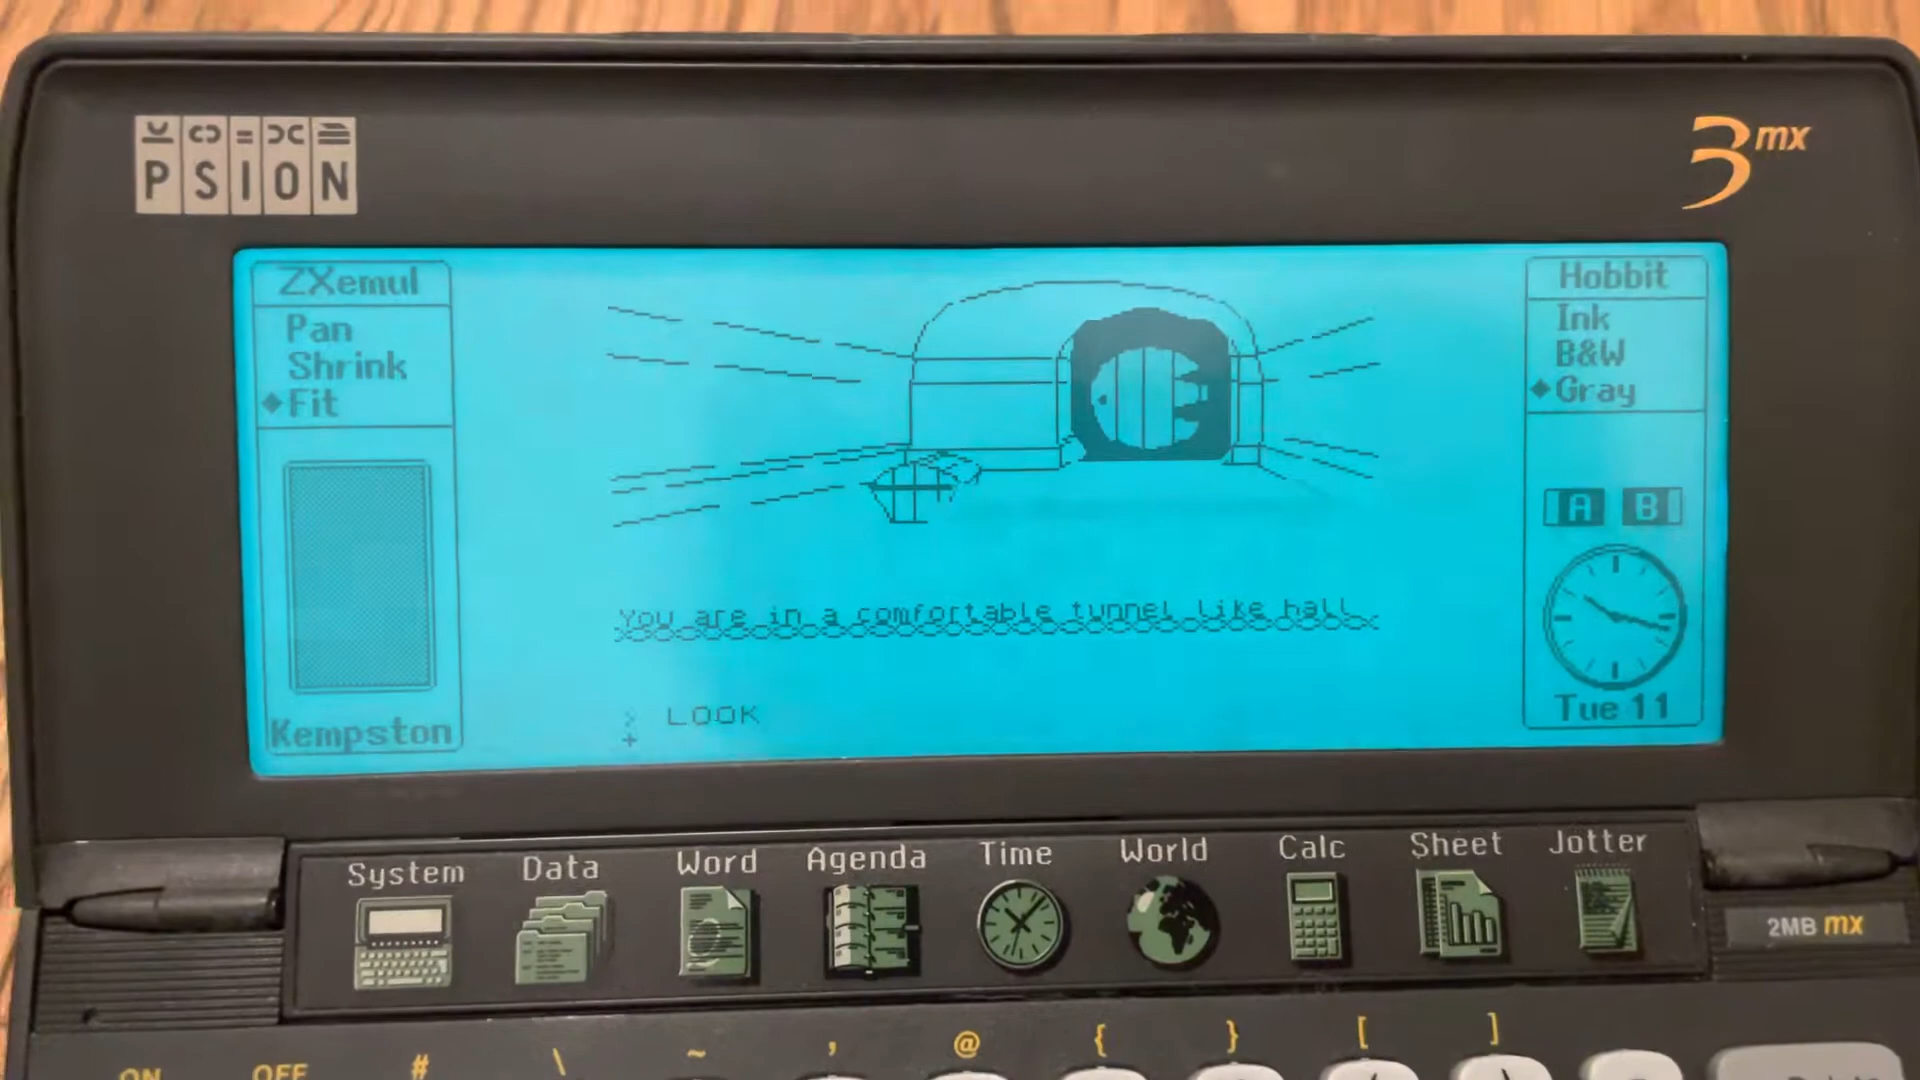 PSION
3mx
ZXemul
Pan
Shrink
Fit
Kempston
Hobbit
Ink
B&W
Gray
A B
Tue 11
You are in a comfortable tunnel like hall
LOOK
+
System Data Word Agenda Time World Calc Sheet Jotter
2MB mx
ON OFF # \ ~ , @ { } [ ]